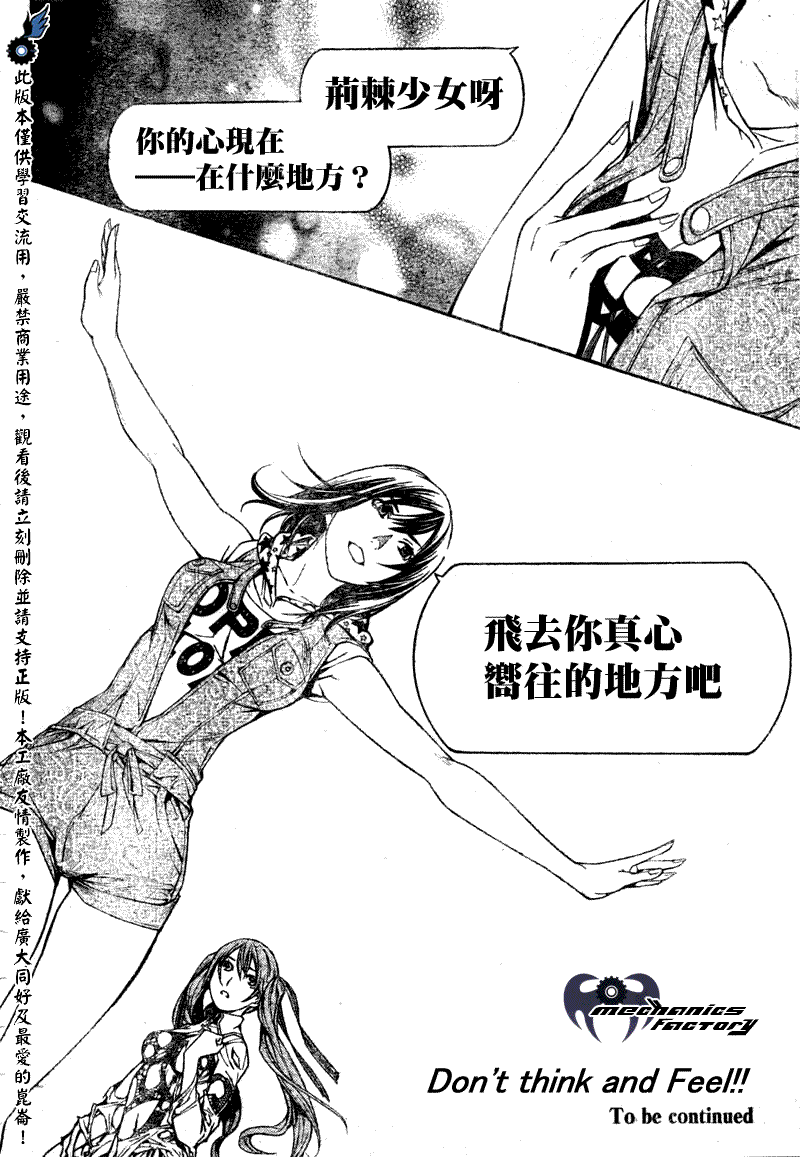 荊棘少女呀
你的心現在
——在什麼地方？
飛去你真心
嚮往的地方吧
OP
mechanics
Factory
Don't think and Feel!!
To be continued
此版本僅供學習交流用，嚴禁商業用途，觀看後請立刻刪除並請支持正版！本工廠友情製作，獻給廣大同好及最愛的崑崙！